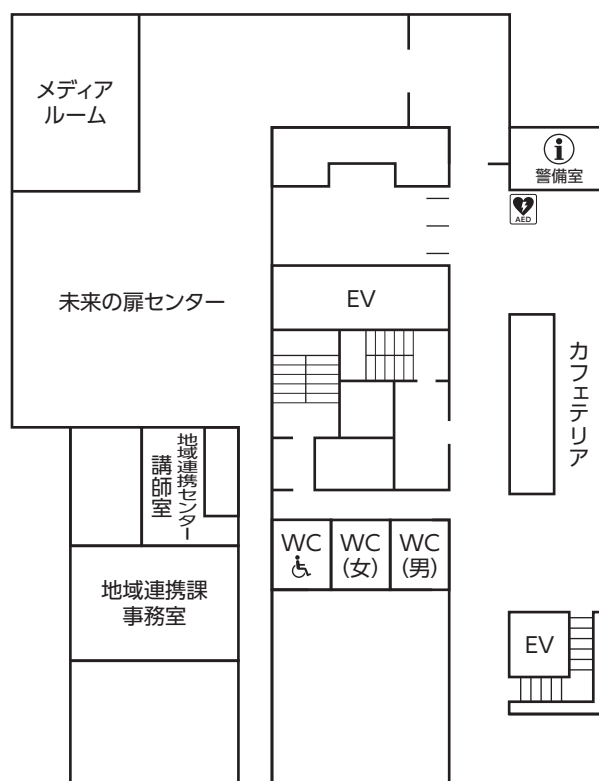 メディア
ルーム
警備室
AED
未来の扉センター
EV
カフェテリア
地域連携センター
講師室
WC
WC
(女)
WC
(男)
地域連携課
事務室
EV